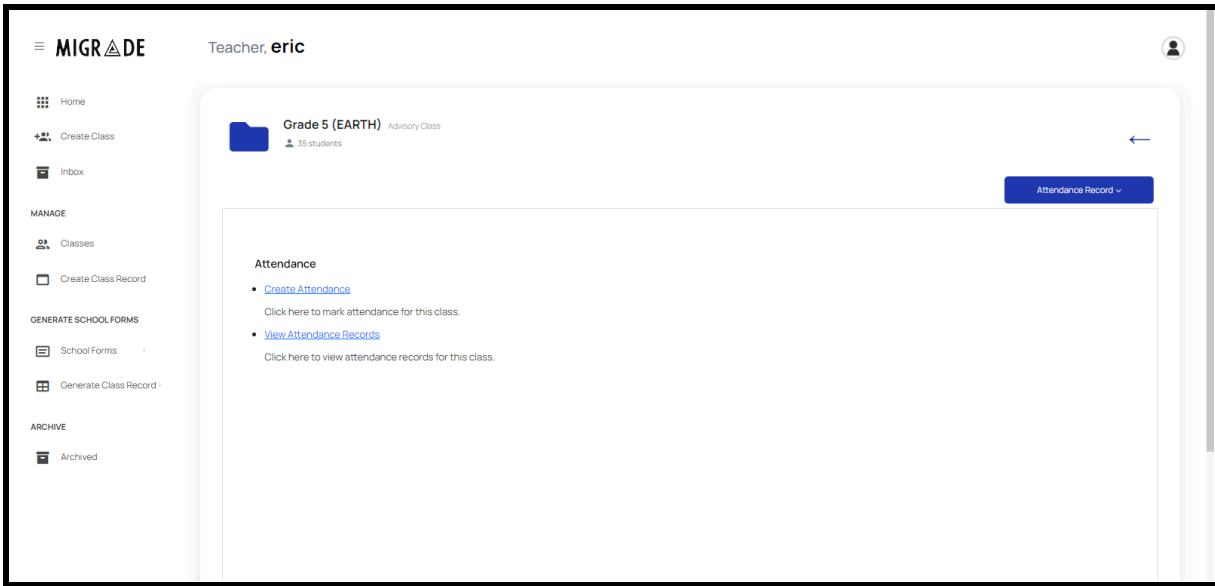 MIGRADE
Teacher, eric
Home
Create Class
Inbox
MANAGE
Classes
Create Class Record
GENERATE SCHOOL FORMS
School Forms
Generate Class Record
ARCHIVE
Archived
Grade 5 (EARTH) Advisory Class
35 students
Attendance Record
Attendance
Create Attendance
Click here to mark attendance for this class.
View Attendance Records
Click here to view attendance records for this class.